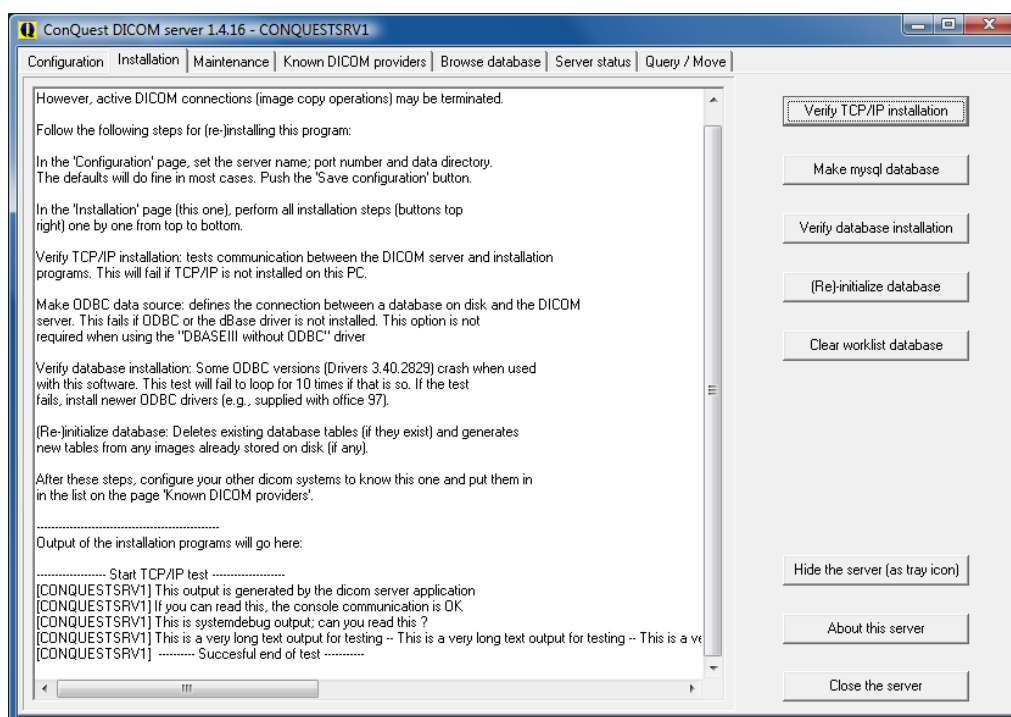 ConQuest DICOM server 1.4.16 - CONQUESTSRV1
Configuration Installation Maintenance Known DICOM providers Browse database Server status Query / Move
However, active DICOM connections (image copy operations) may be terminated.
Follow the following steps for (re-)installing this program:
In the 'Configuration' page, set the server name; port number and data directory.
The defaults will do fine in most cases. Push the 'Save configuration' button.
In the 'Installation' page (this one), perform all installation steps (buttons top
right) one by one from top to bottom.
Verify TCP/IP installation: tests communication between the DICOM server and installation
programs. This will fail if TCP/IP is not installed on this PC.
Make ODBC data source: defines the connection between a database on disk and the DICOM
server. This fails if ODBC or the dBase driver is not installed. This option is not
required when using the "DBASEIII without ODBC" driver
Verify database installation: Some ODBC versions (Drivers 3.40.2829) crash when used
with this software. This test will fail to loop for 10 times if that is so. If the test
fails, install newer ODBC drivers (e.g., supplied with office 97).
(Re-)initialize database: Deletes existing database tables (if they exist) and generates
new tables from any images already stored on disk (if any).
After these steps, configure your other dicom systems to know this one and put them in
in the list on the page 'Known DICOM providers'.
--------------------------------------------------
Output of the installation programs will go here:
------------------- Start TCP/IP test --------------------
[CONQUESTSRV1] This output is generated by the dicom server application
[CONQUESTSRV1] If you can read this, the console communication is OK
[CONQUESTSRV1] This is systemdebug output; can you read this ?
[CONQUESTSRV1] This is a very long text output for testing -- This is a very long text output for testing -- This is a ve
[CONQUESTSRV1] ---------- Succesful end of test -----------
Verify TCP/IP installation
Make mysql database
Verify database installation
(Re)-initialize database
Clear worklist database
Hide the server (as tray icon)
About this server
Close the server